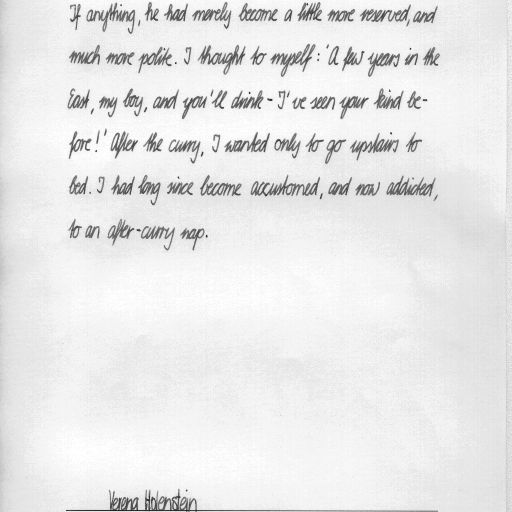 If anything, he had merely become a little more reserved, and
much more polite. I thought to myself: 'A few years in the
East, my boy, and you'll drink - I've seen your kind be-
fore!' After the curry, I wanted only to go upstairs to
bed. I had long since become accustomed, and now addicted,
to an after-curry nap.
Verena Holenstein